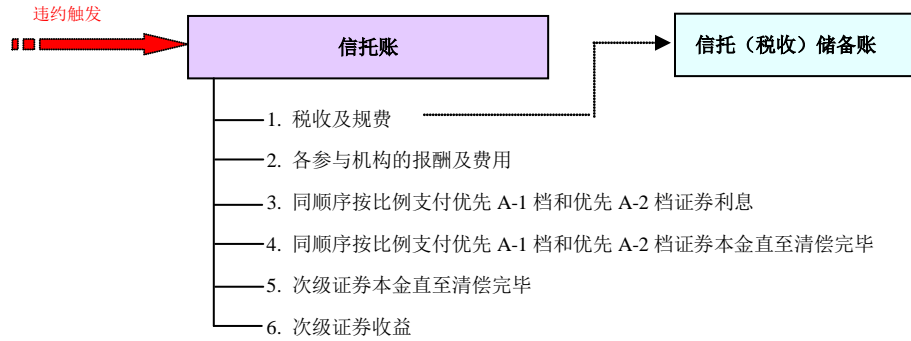 违约触发
信托账
信托（税收）储备账
1. 税收及规费
2. 各参与机构的报酬及费用
3. 同顺序按比例支付优先 A-1 档和优先 A-2 档证券利息
4. 同顺序按比例支付优先 A-1 档和优先 A-2 档证券本金直至清偿完毕
5. 次级证券本金直至清偿完毕
6. 次级证券收益